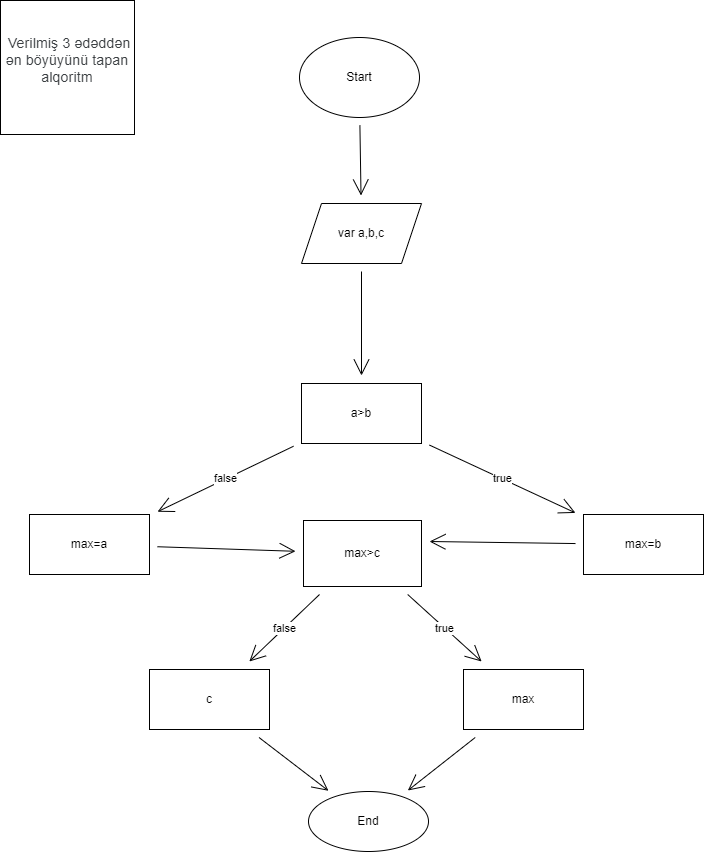 Verilmiş 3 ədəddən
ən böyüyünü tapan
alqoritm
Start
var a,b,c
a>b
false
true
max=a
max>c
max=b
false
true
c
max
End